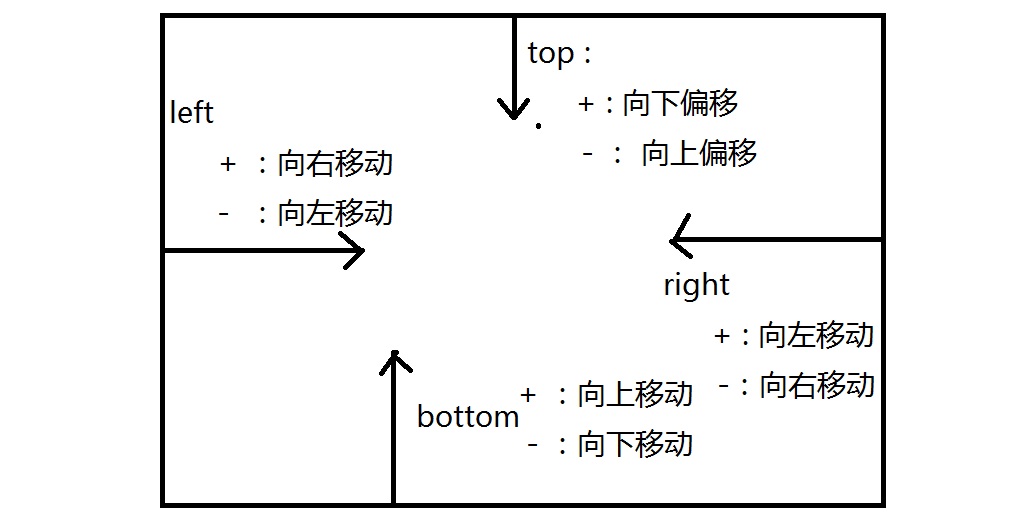 top：
+：向下偏移
-： 向上偏移
left
+ ：向右移动
- ：向左移动
right
+：向左移动
-：向右移动
bottom
+ ：向上移动
- ：向下移动